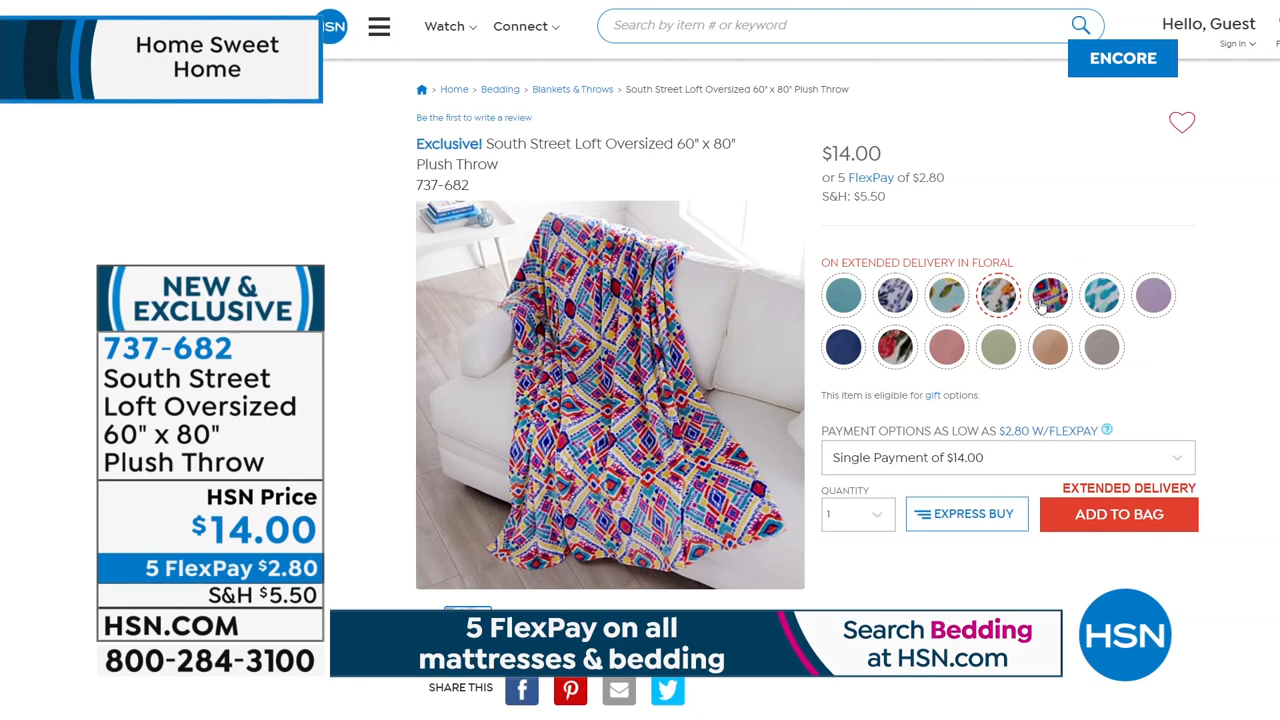 Home Sweet
Home
HSN
Watch
Connect
Search by item # or keyword
Hello, Guest
Sign In
ENCORE
Home > Bedding > Blankets & Throws > South Street Loft Oversized 60" x 80" Plush Throw
Be the first to write a review
Exclusive! South Street Loft Oversized 60" x 80"
Plush Throw
737-682
$14.00
or 5 FlexPay of $2.80
S&H: $5.50
ON EXTENDED DELIVERY IN FLORAL
This item is eligible for gift options.
PAYMENT OPTIONS AS LOW AS $2.80 W/FLEXPAY ?
Single Payment of $14.00
EXTENDED DELIVERY
QUANTITY
1
EXPRESS BUY
ADD TO BAG
NEW &
EXCLUSIVE
737-682
South Street
Loft Oversized
60" x 80"
Plush Throw
HSN Price
$14.00
5 FlexPay $2.80
S&H $5.50
HSN.COM
800-284-3100
5 FlexPay on all
mattresses & bedding
Search Bedding
at HSN.com
HSN
SHARE THIS